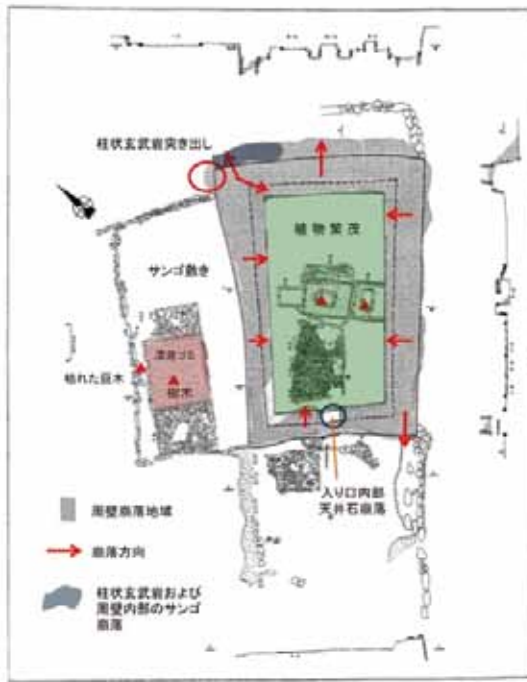 柱状玄武岩突き出し
植物繁茂
サンゴ敷き
枯れた巨木
樹木
入り口内部
天井石崩落
周壁崩落地域
崩落方向
柱状玄武岩および
周壁内部のサンゴ
崩落